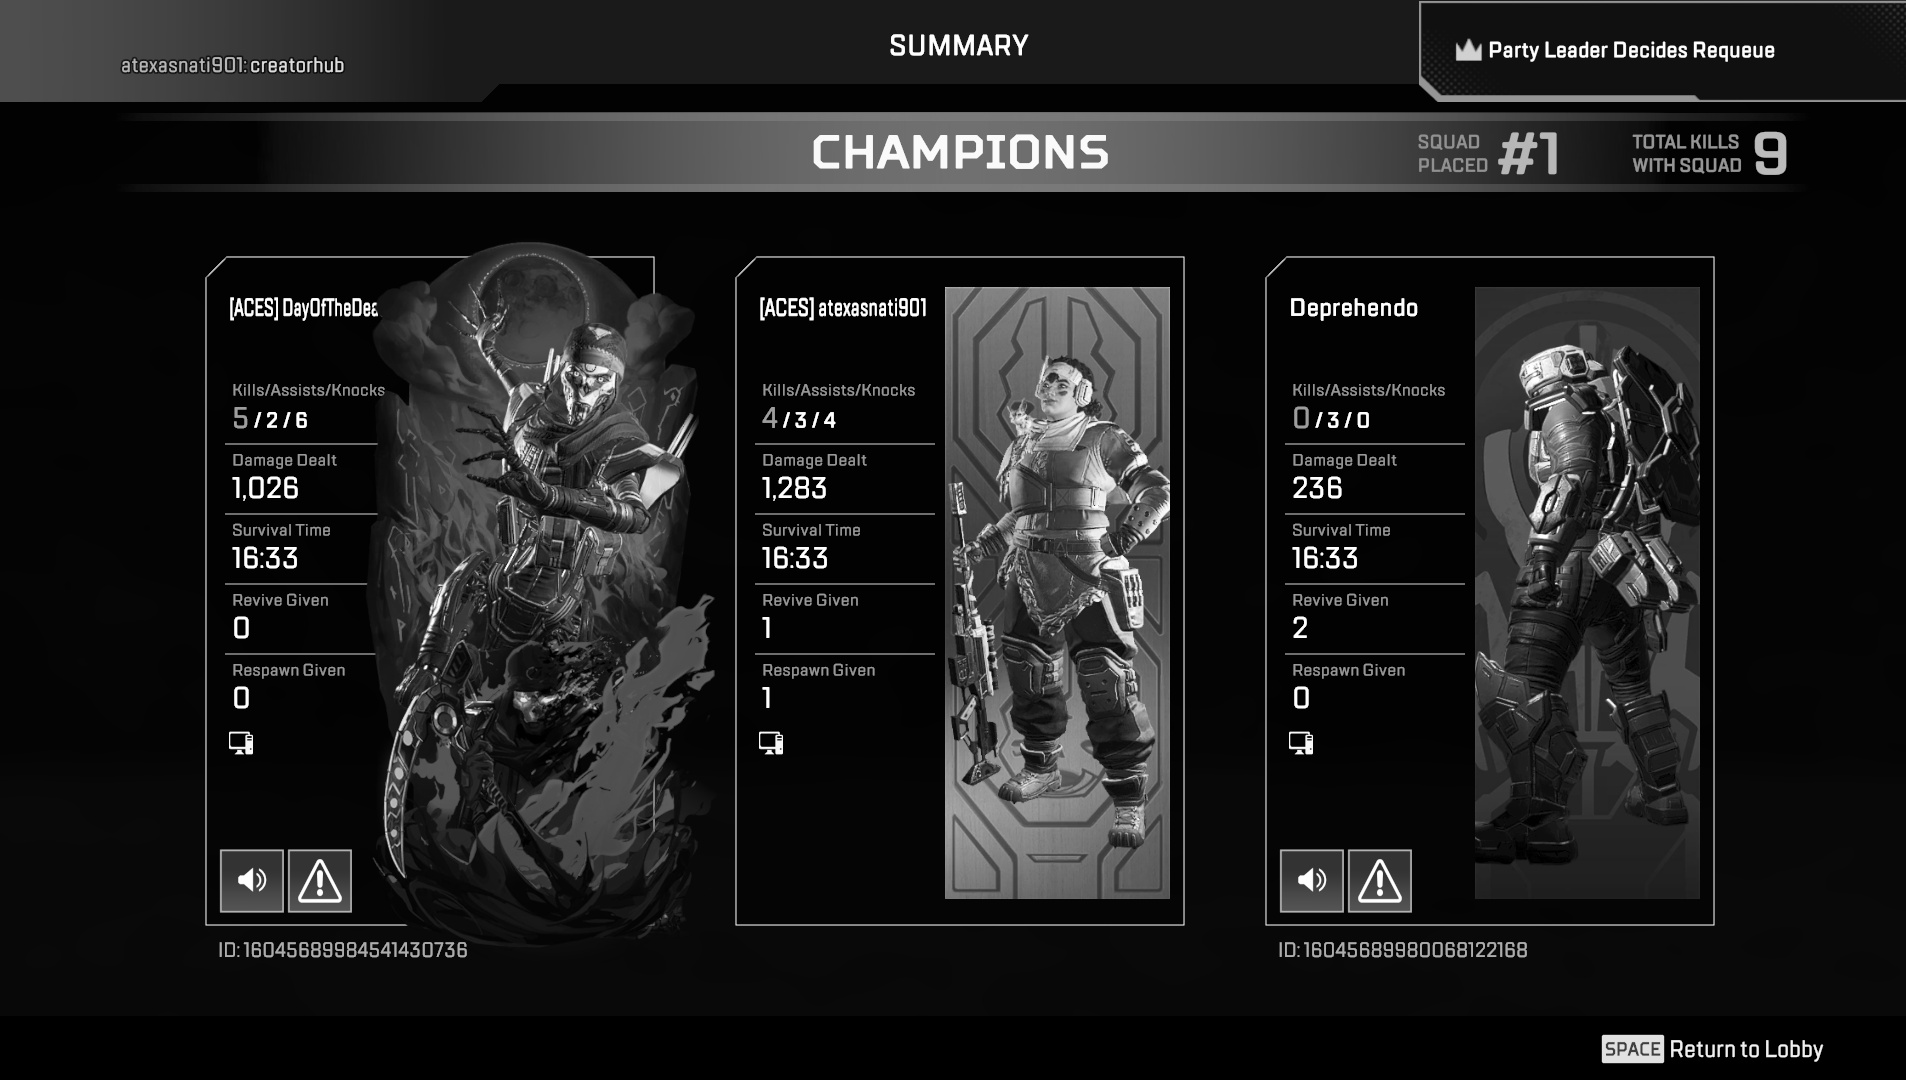 atexasnati901: creatorhub
SUMMARY
Party Leader Decides Requeue
CHAMPIONS
SQUAD PLACED #1
TOTAL KILLS WITH SQUAD 9
[ACES] DayOfTheDea
Kills/Assists/Knocks
5 / 2 / 6
Damage Dealt
1,026
Survival Time
16:33
Revive Given
0
Respawn Given
0
ID: 16045689984541430736
[ACES] atexasnati901
Kills/Assists/Knocks
4 / 3 / 4
Damage Dealt
1,283
Survival Time
16:33
Revive Given
1
Respawn Given
1
Deprehendo
Kills/Assists/Knocks
0 / 3 / 0
Damage Dealt
236
Survival Time
16:33
Revive Given
2
Respawn Given
0
ID: 16045689980068122168
SPACE Return to Lobby